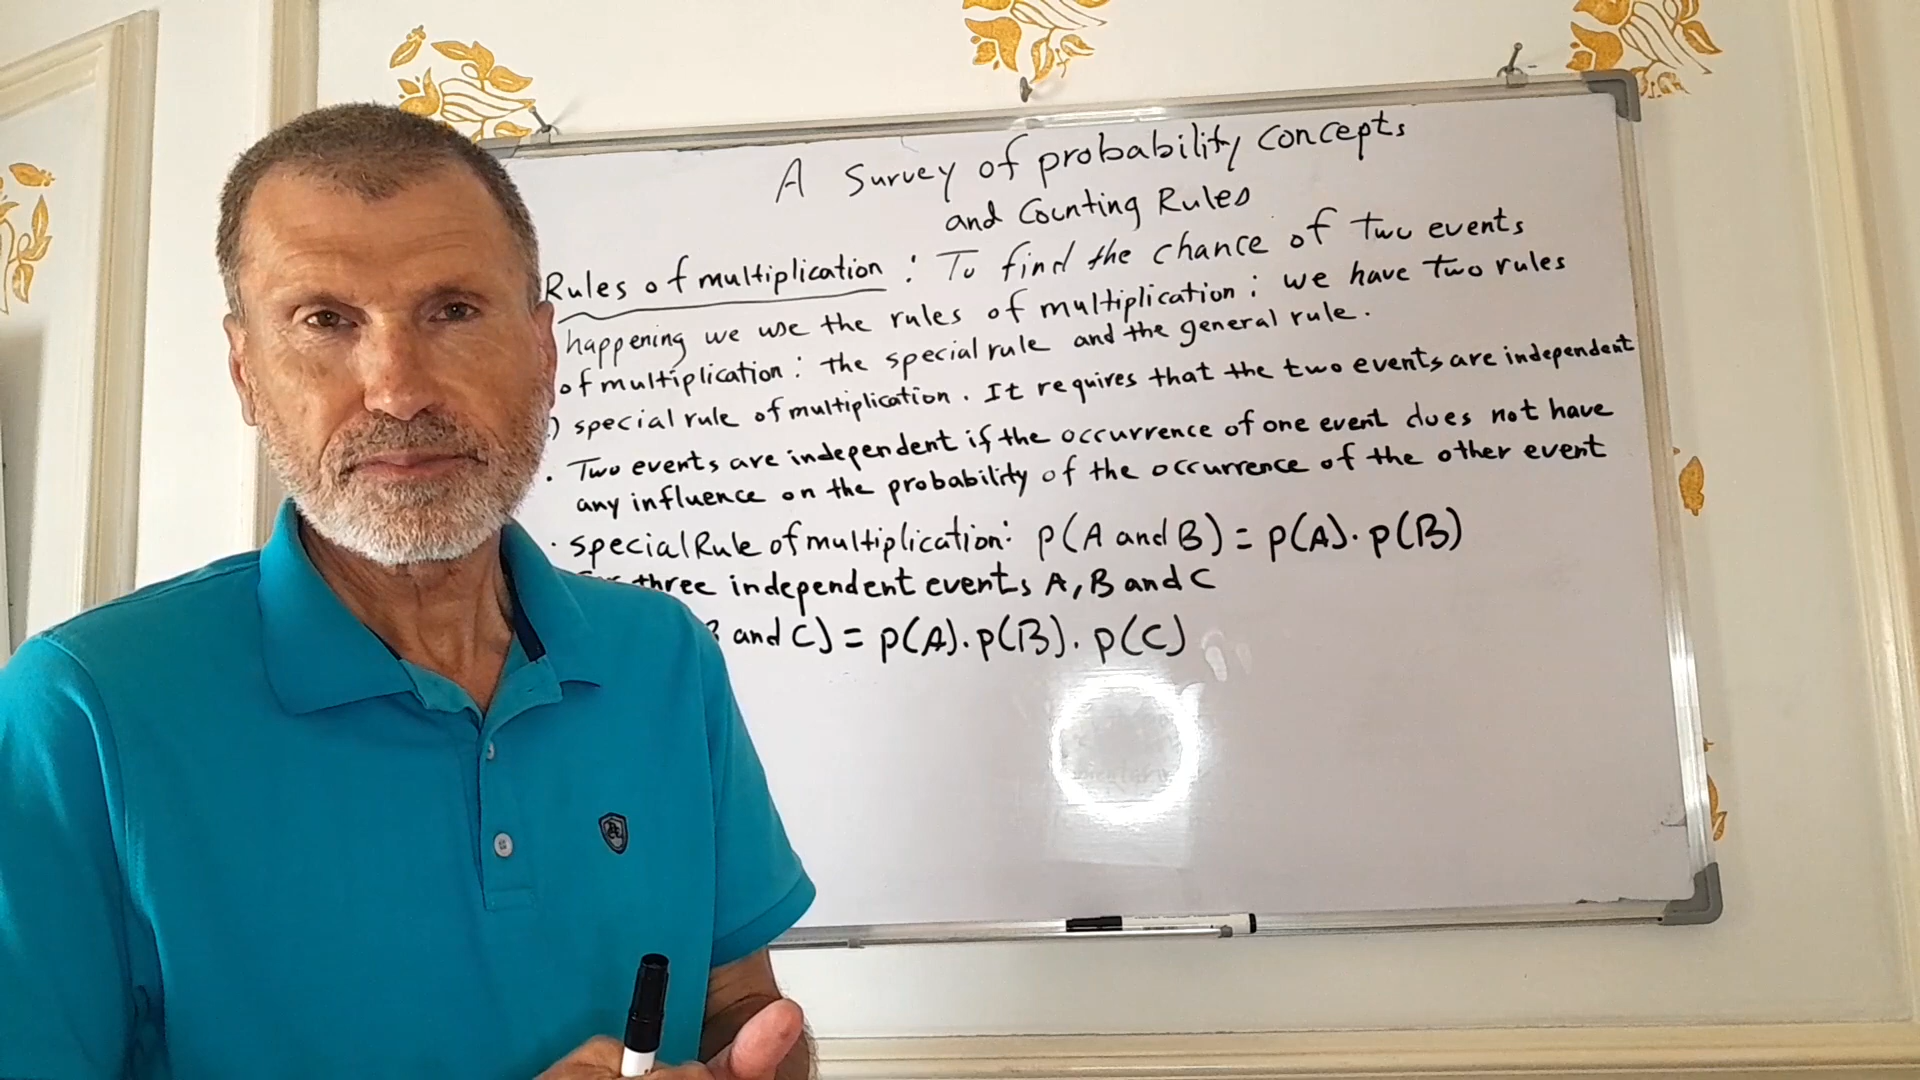 A Survey of probability concepts
and Counting Rules
Rules of multiplication : To find the chance of Two events
happening we use the rules of multiplication : we have two rules
of multiplication : the special rule and the general rule.
) special rule of multiplication. It requires that the two events are independent
. Two events are independent if the occurrence of one event does not have
any influence on the probability of the occurrence of the other event
. special Rule of multiplication: p(A and B) = p(A) . p(B)
three independent events A, B and C
and C) = p(A) . p(B) . p(C)